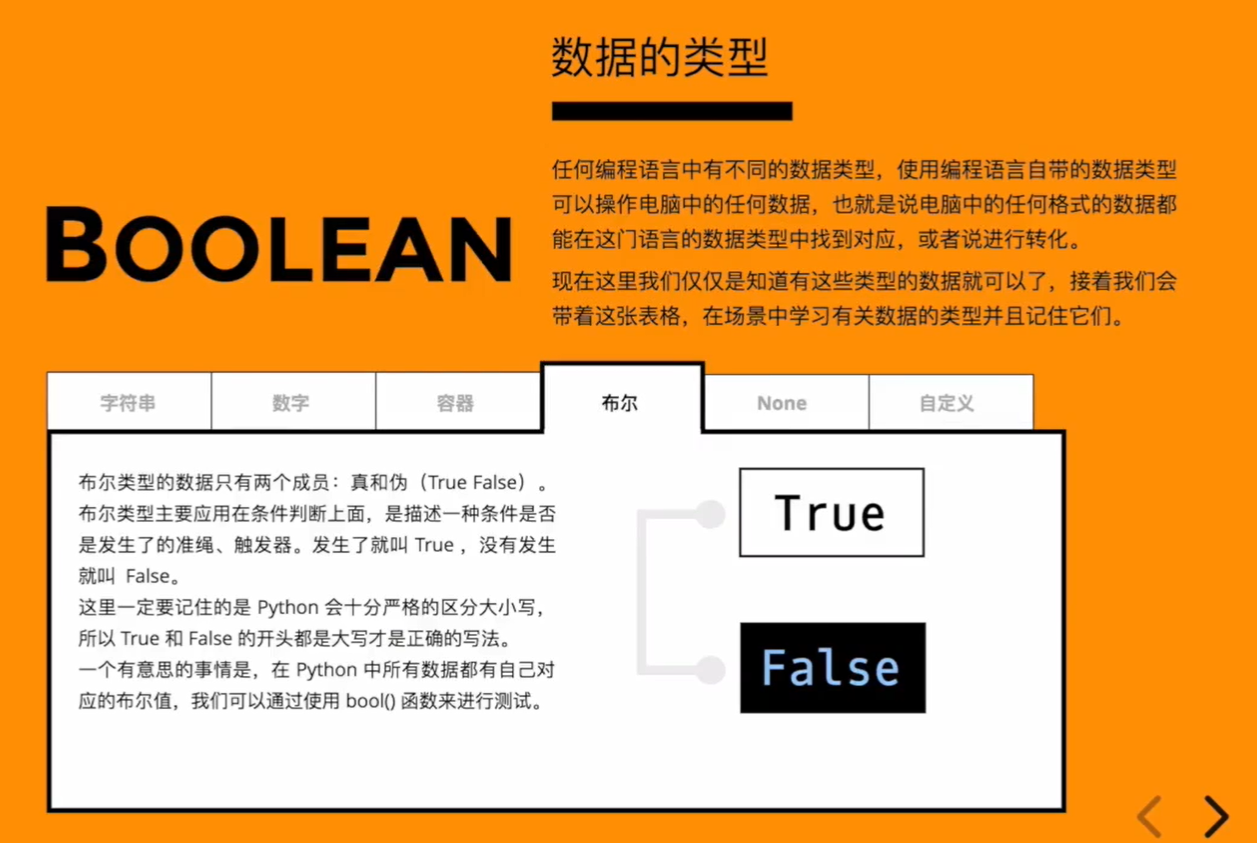 数据的类型
任何编程语言中有不同的数据类型，使用编程语言自带的数据类型
可以操作电脑中的任何数据，也就是说电脑中的任何格式的数据都
能在这门语言的数据类型中找到对应，或者说进行转化。
现在这里我们仅仅是知道有这些类型的数据就可以了，接着我们会
带着这张表格，在场景中学习有关数据的类型并且记住它们。
BOOLEAN
字符串 数字 容器 布尔 None 自定义
布尔类型的数据只有两个成员：真和伪（True False）。
布尔类型主要应用在条件判断上面，是描述一种条件是否
是发生了的准绳、触发器。发生了就叫 True ，没有发生
就叫 False。
这里一定要记住的是 Python 会十分严格的区分大小写，
所以 True 和 False 的开头都是大写才是正确的写法。
一个有意思的事情是，在 Python 中所有数据都有自己对
应的布尔值，我们可以通过使用 bool() 函数来进行测试。
True
False